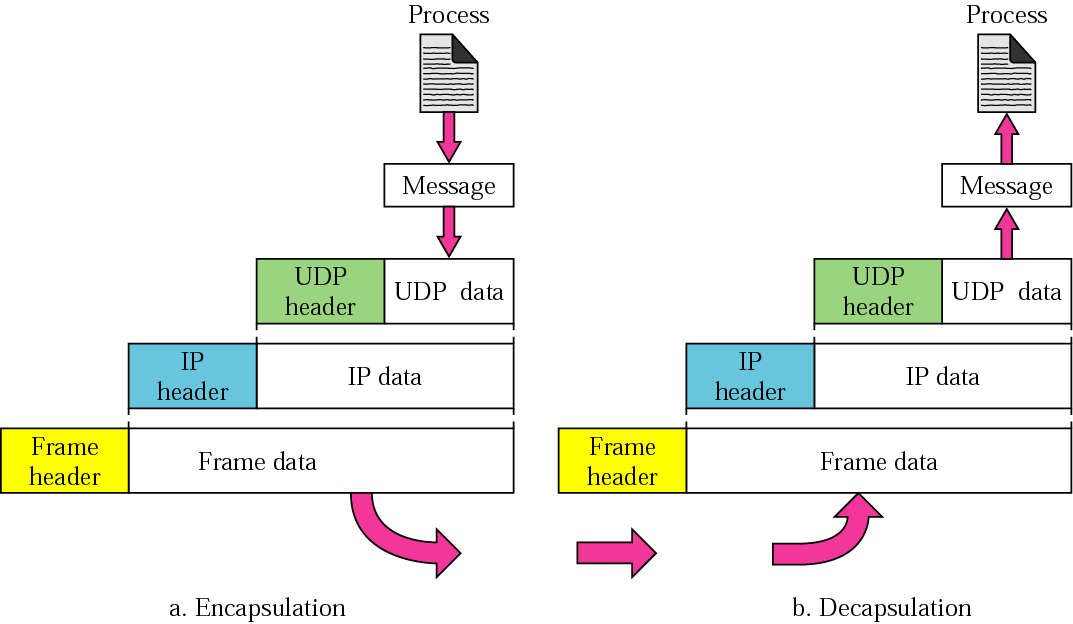 Process
Message
UDP
header
UDP data
IP
header
IP data
Frame
header
Frame data
a. Encapsulation
Process
Message
UDP
header
UDP data
IP
header
IP data
Frame
header
Frame data
b. Decapsulation